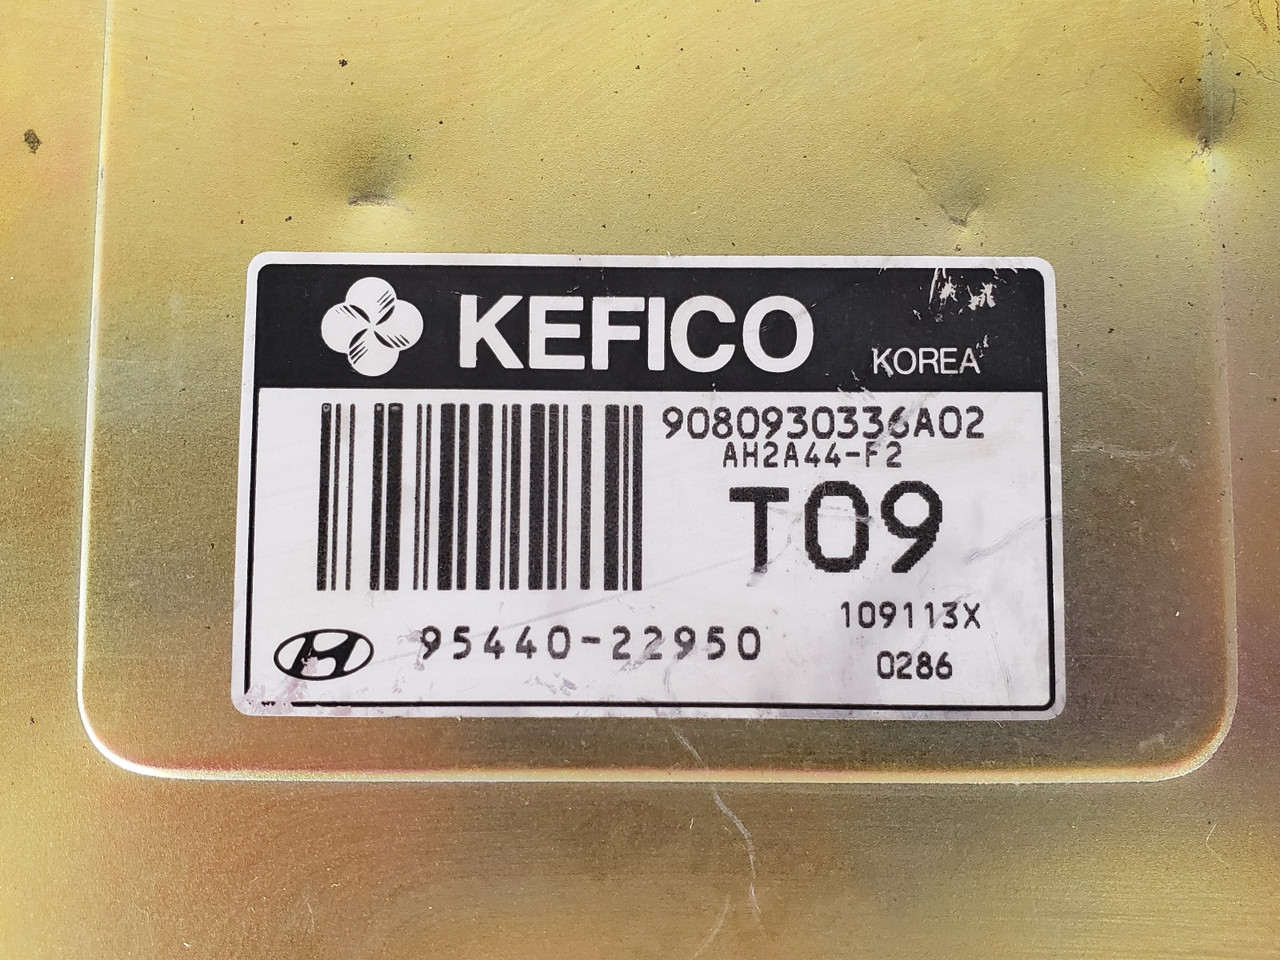 KEFICO KOREA
9080930336A02
AH2A44-F2
T09
109113X
95440-22950
0286